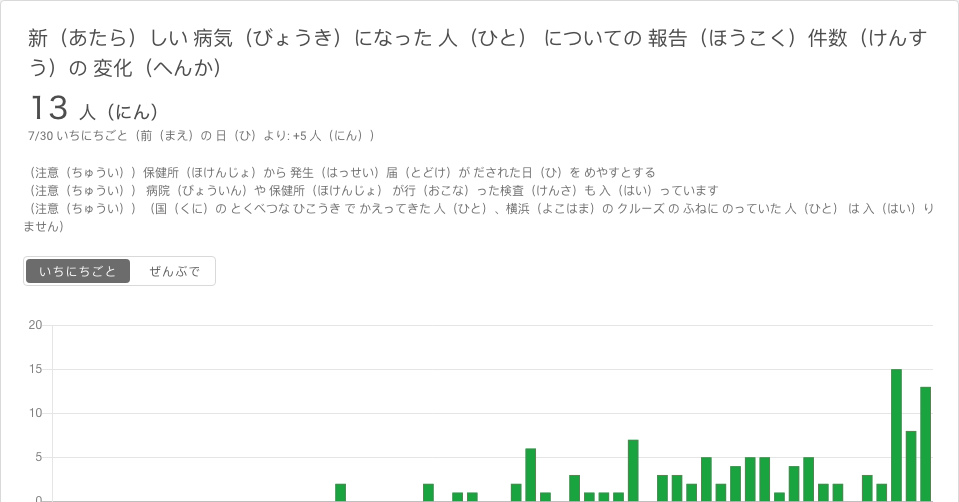 新（あたら）しい 病気（びょうき）になった 人（ひと） についての 報告（ほうこく）件数（けんす
う）の 変化（へんか）
13 人（にん）
7/30 いちにちごと（前（まえ）の 日（ひ）より: +5 人（にん））
（注意（ちゅうい））保健所（ほけんじょ）から 発生（はっせい）届（とどけ）が だされた日（ひ）を めやすとする
（注意（ちゅうい）） 病院（びょういん）や 保健所（ほけんじょ） が行（おこな）った検査（けんさ）も 入（はい）っています
（注意（ちゅうい））（国（くに）の とくべつな ひこうき で かえってきた 人（ひと）、横浜（よこはま）の クルーズ の ふねに のっていた 人（ひと） は 入（はい）り
ません）
いちにちごと ぜんぶで
20
15
10
5
0